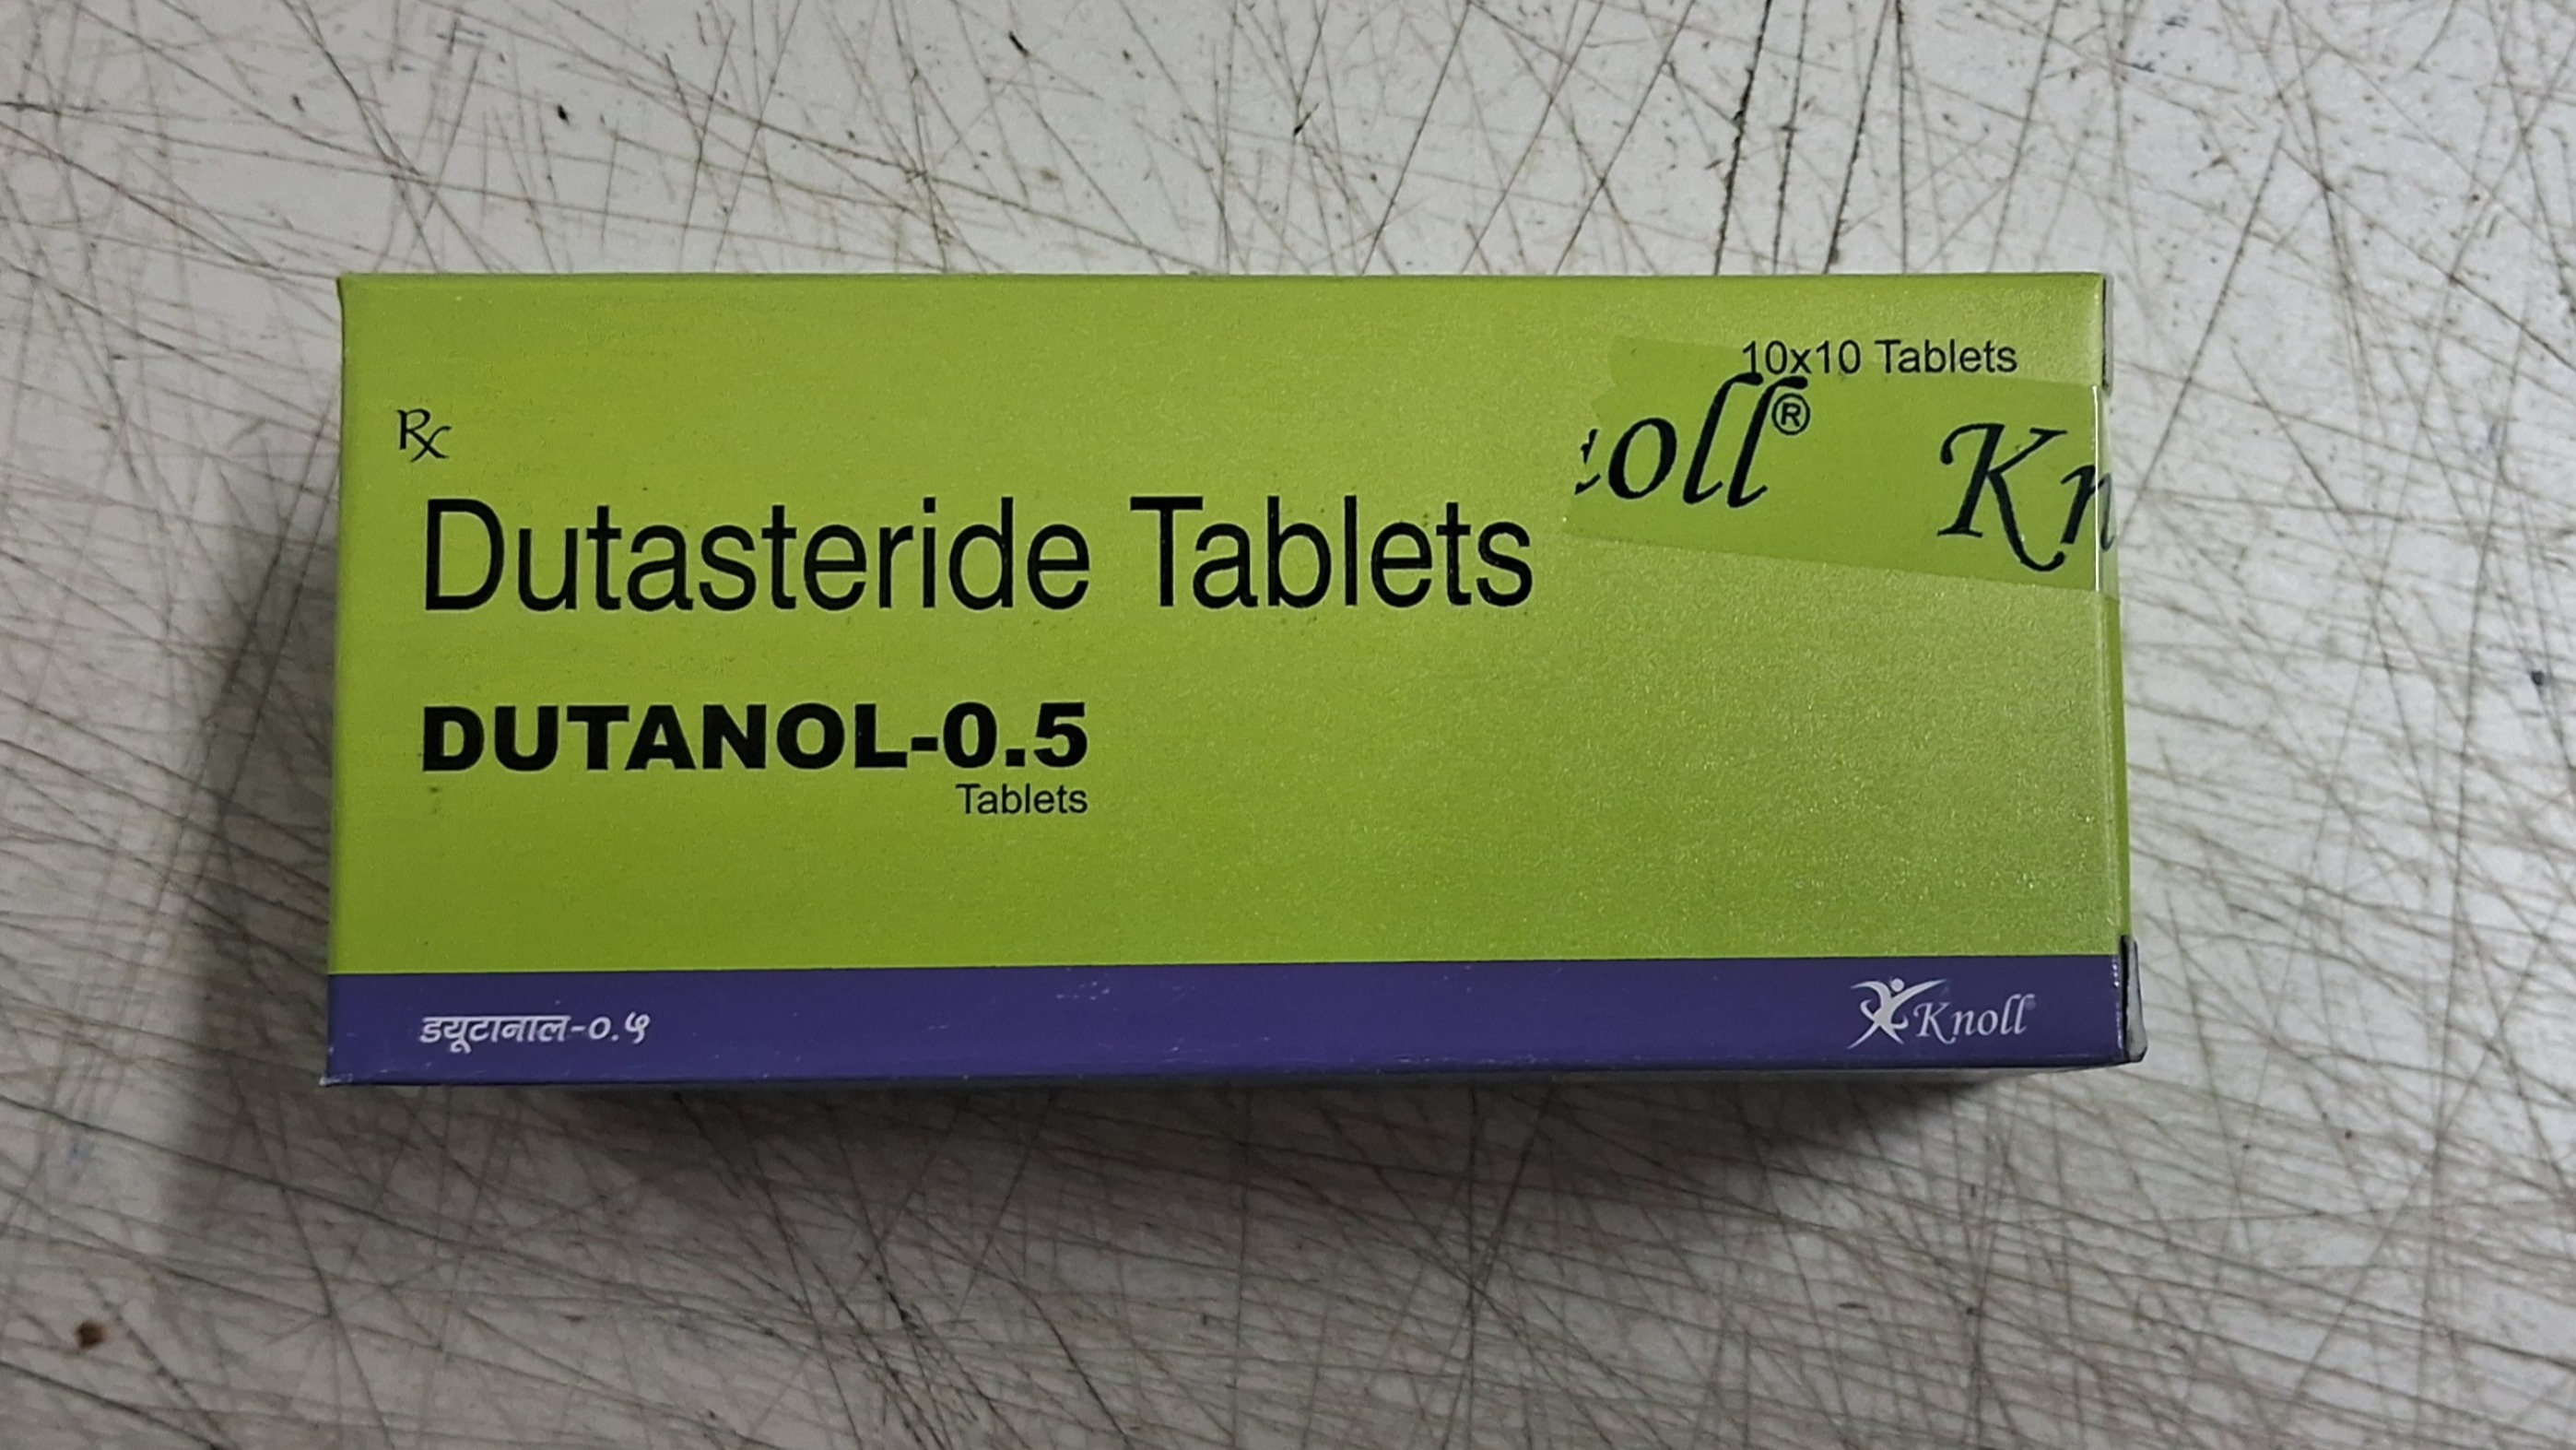 10x10 Tablets
oll® Kn
Rx
Dutasteride Tablets
DUTANOL-0.5
Tablets
डयूटानाल-०.५
Knoll